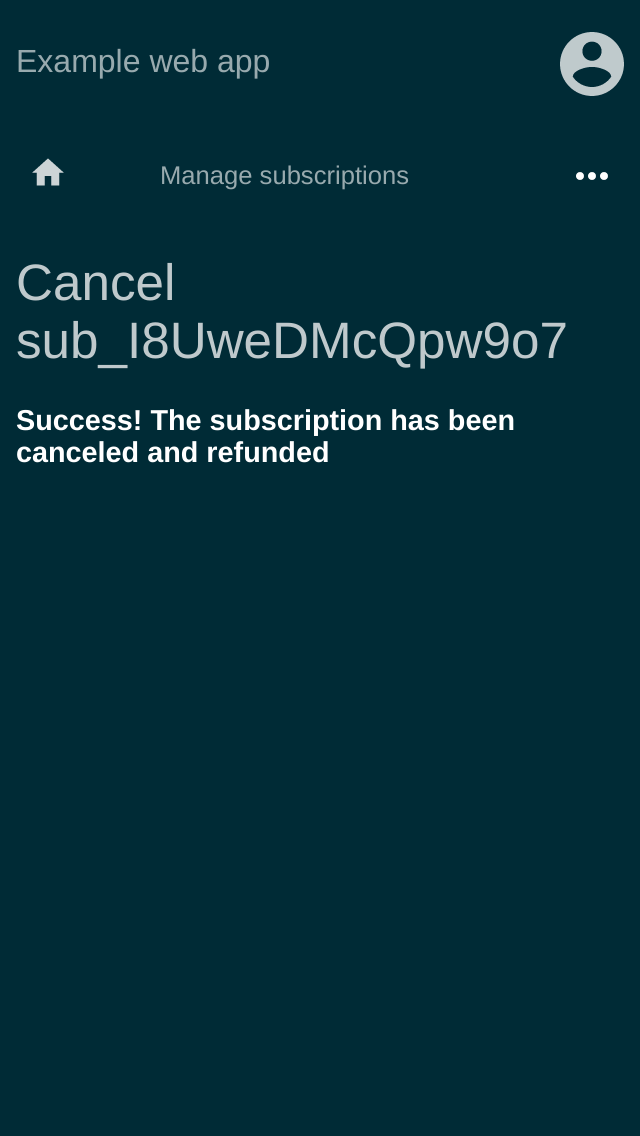 Example web app
Manage subscriptions
Cancel
sub_I8UweDMcQpw9o7
Success! The subscription has been
canceled and refunded